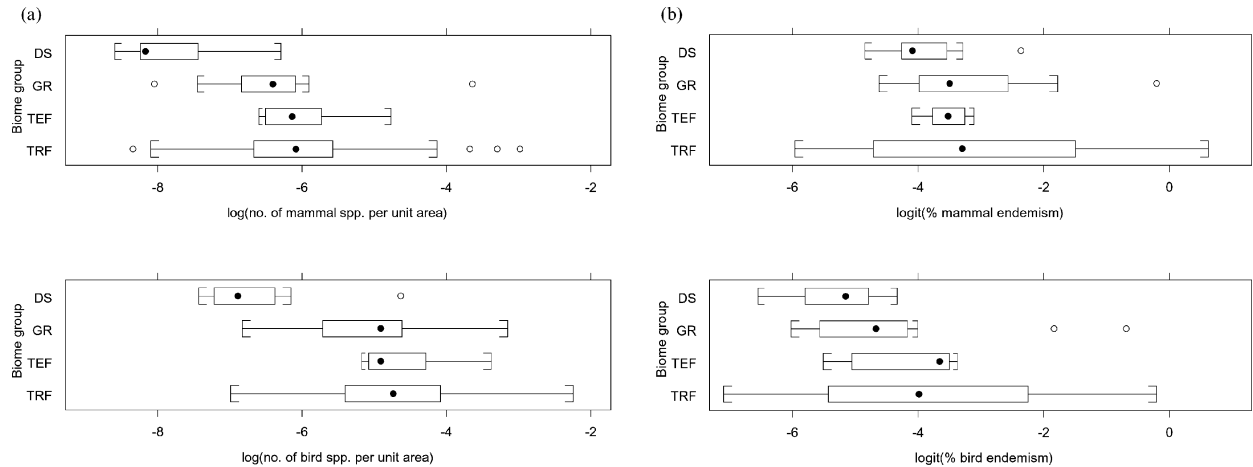 (a)
Biome group
DS
GR
TEF
TRF
-8
-6
-4
-2
log(no. of mammal spp. per unit area)
(b)
Biome group
DS
GR
TEF
TRF
-6
-4
-2
0
logit(% mammal endemism)
Biome group
DS
GR
TEF
TRF
-8
-6
-4
-2
log(no. of bird spp. per unit area)
Biome group
DS
GR
TEF
TRF
-6
-4
-2
0
logit(% bird endemism)